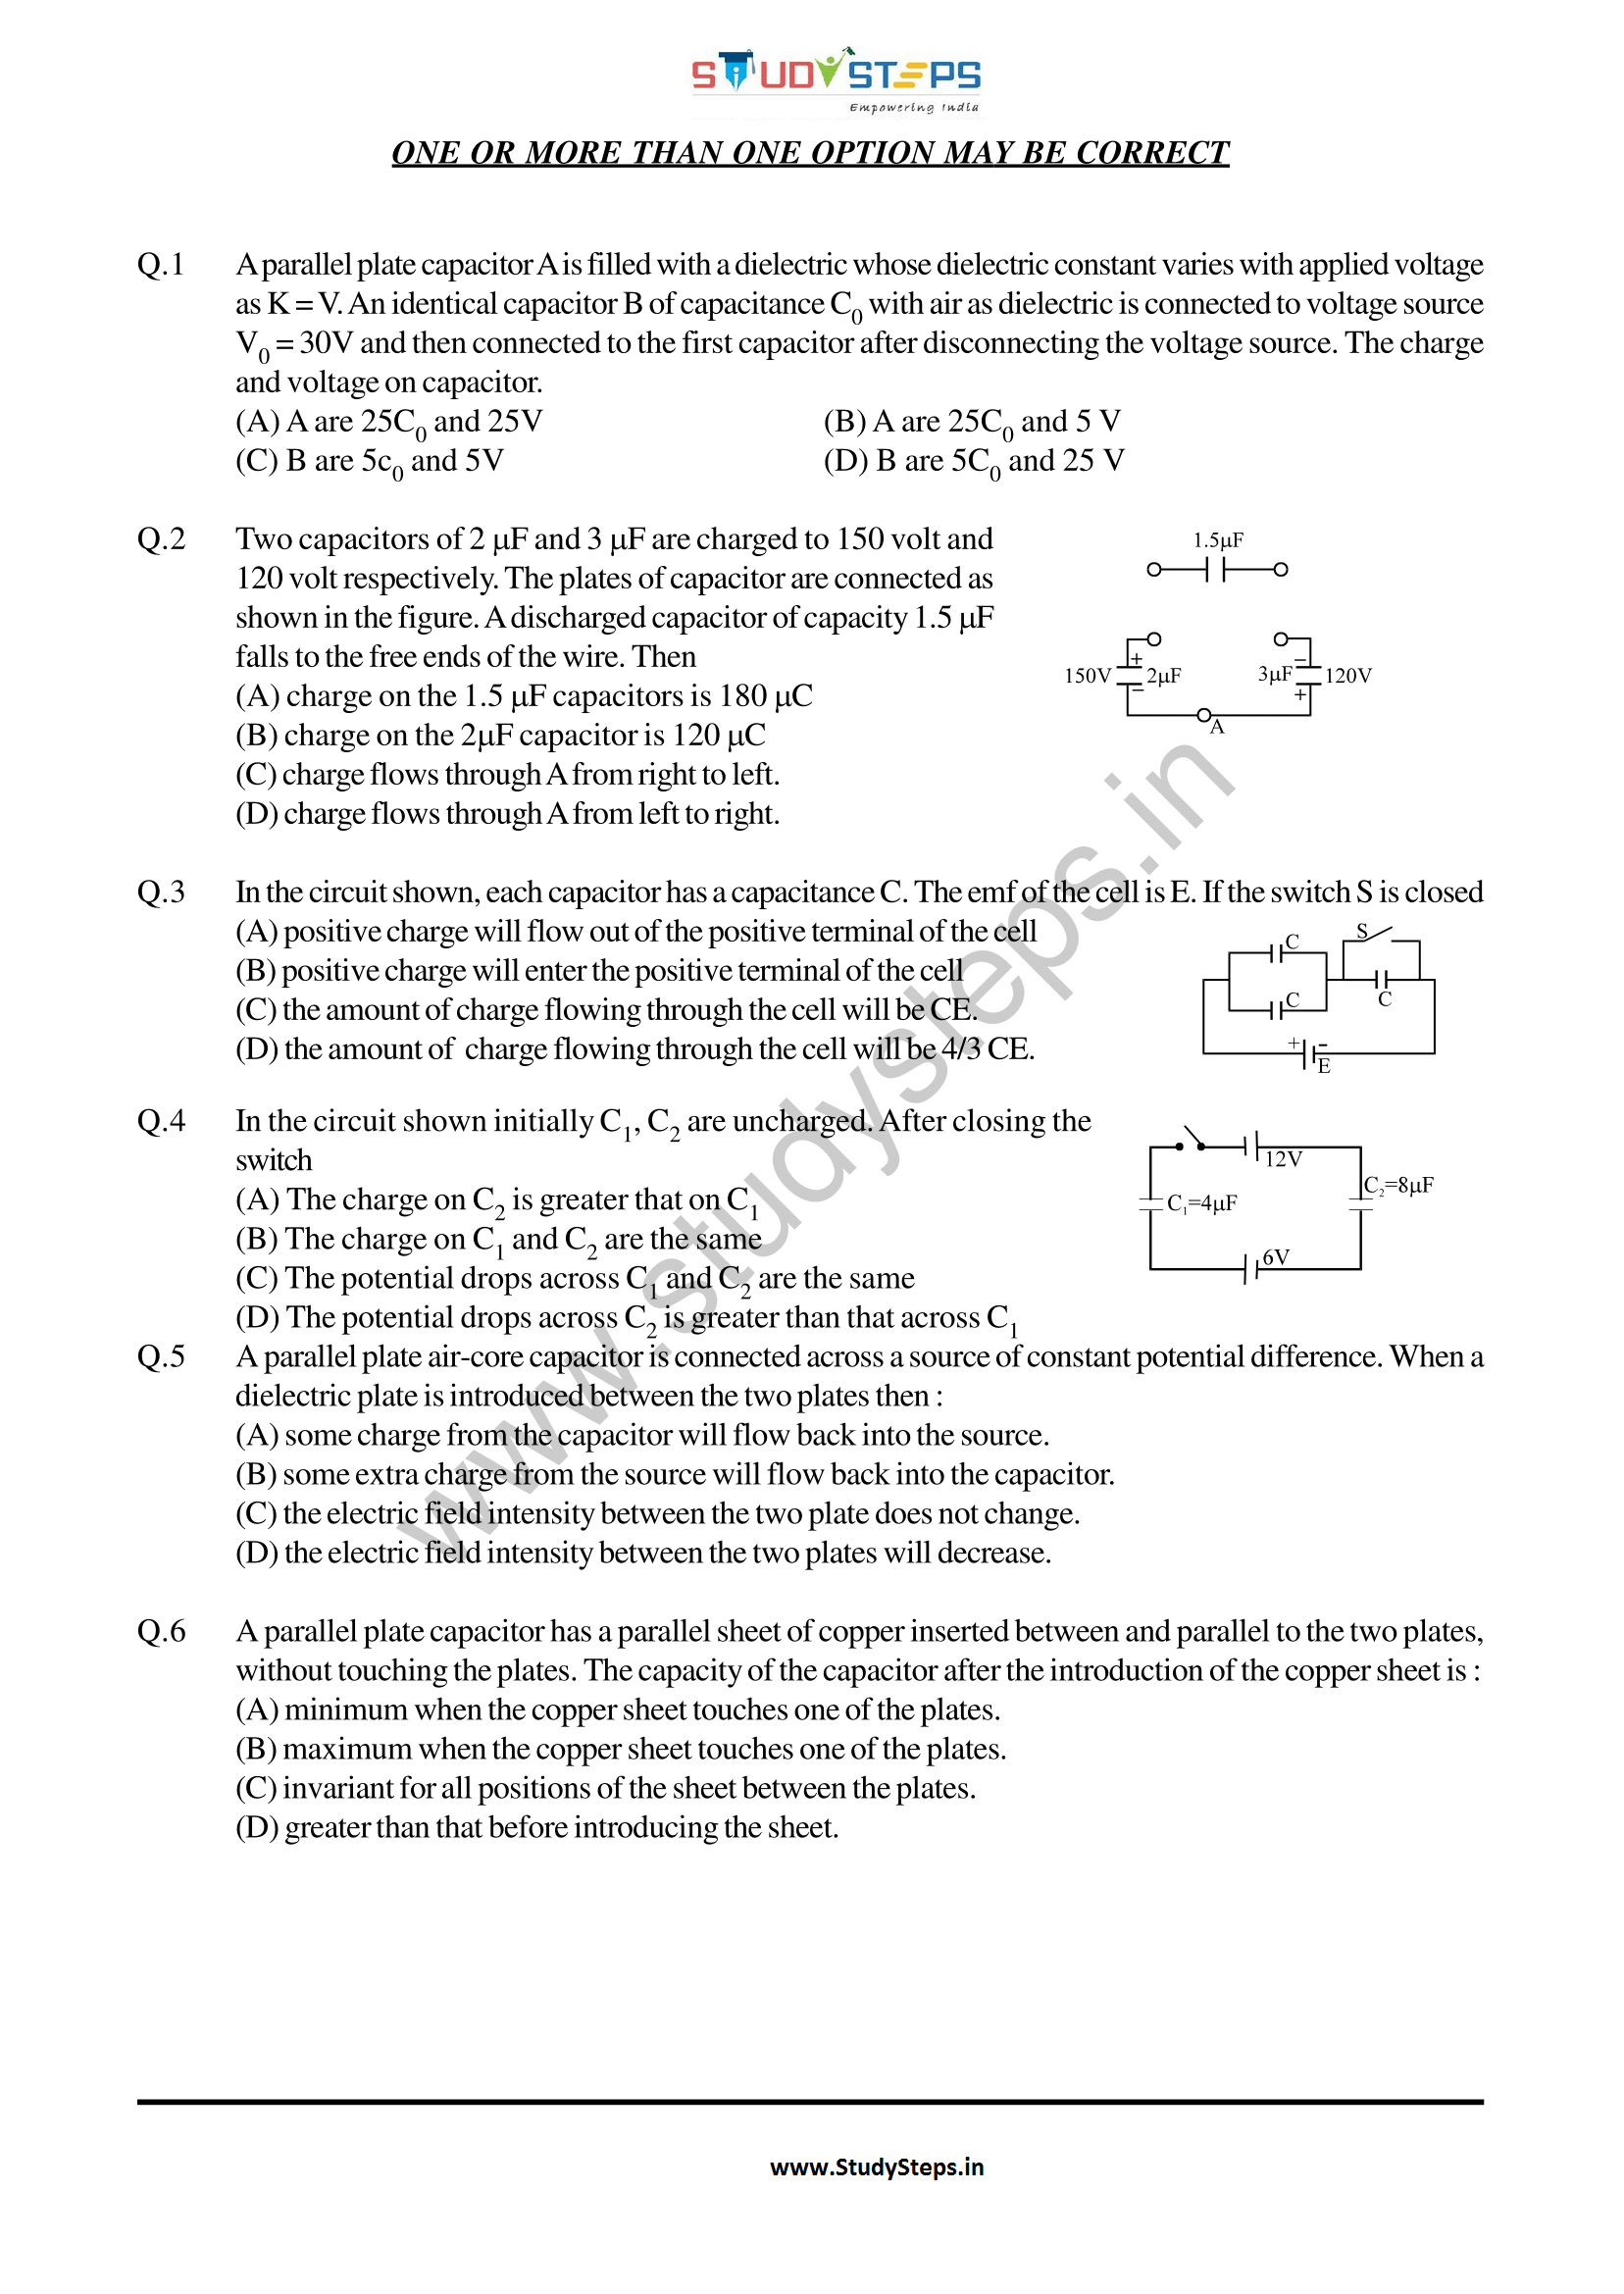 STUDYSTEPS
Empowering India
ONE OR MORE THAN ONE OPTION MAY BE CORRECT
Q.1 A parallel plate capacitor A is filled with a dielectric whose dielectric constant varies with applied voltage
as K = V. An identical capacitor B of capacitance C₀ with air as dielectric is connected to voltage source
V₀ = 30V and then connected to the first capacitor after disconnecting the voltage source. The charge
and voltage on capacitor.
(A) A are 25C₀ and 25V (B) A are 25C₀ and 5 V
(C) B are 5c₀ and 5V (D) B are 5C₀ and 25 V
Q.2 Two capacitors of 2 μF and 3 μF are charged to 150 volt and
120 volt respectively. The plates of capacitor are connected as
shown in the figure. A discharged capacitor of capacity 1.5 μF
falls to the free ends of the wire. Then
(A) charge on the 1.5 μF capacitors is 180 μC
(B) charge on the 2μF capacitor is 120 μC
(C) charge flows through A from right to left.
(D) charge flows through A from left to right.
1.5μF
150V + 2μF − 3μF − 120V +
A
Q.3 In the circuit shown, each capacitor has a capacitance C. The emf of the cell is E. If the switch S is closed
(A) positive charge will flow out of the positive terminal of the cell
(B) positive charge will enter the positive terminal of the cell
(C) the amount of charge flowing through the cell will be CE.
(D) the amount of charge flowing through the cell will be 4/3 CE.
S
C
C C
+ -
E
Q.4 In the circuit shown initially C₁, C₂ are uncharged. After closing the
switch
(A) The charge on C₂ is greater that on C₁
(B) The charge on C₁ and C₂ are the same
(C) The potential drops across C₁ and C₂ are the same
(D) The potential drops across C₂ is greater than that across C₁
12V
C₁=4μF C₂=8μF
6V
Q.5 A parallel plate air-core capacitor is connected across a source of constant potential difference. When a
dielectric plate is introduced between the two plates then :
(A) some charge from the capacitor will flow back into the source.
(B) some extra charge from the source will flow back into the capacitor.
(C) the electric field intensity between the two plate does not change.
(D) the electric field intensity between the two plates will decrease.
Q.6 A parallel plate capacitor has a parallel sheet of copper inserted between and parallel to the two plates,
without touching the plates. The capacity of the capacitor after the introduction of the copper sheet is :
(A) minimum when the copper sheet touches one of the plates.
(B) maximum when the copper sheet touches one of the plates.
(C) invariant for all positions of the sheet between the plates.
(D) greater than that before introducing the sheet.
www.studysteps.in
www.StudySteps.in